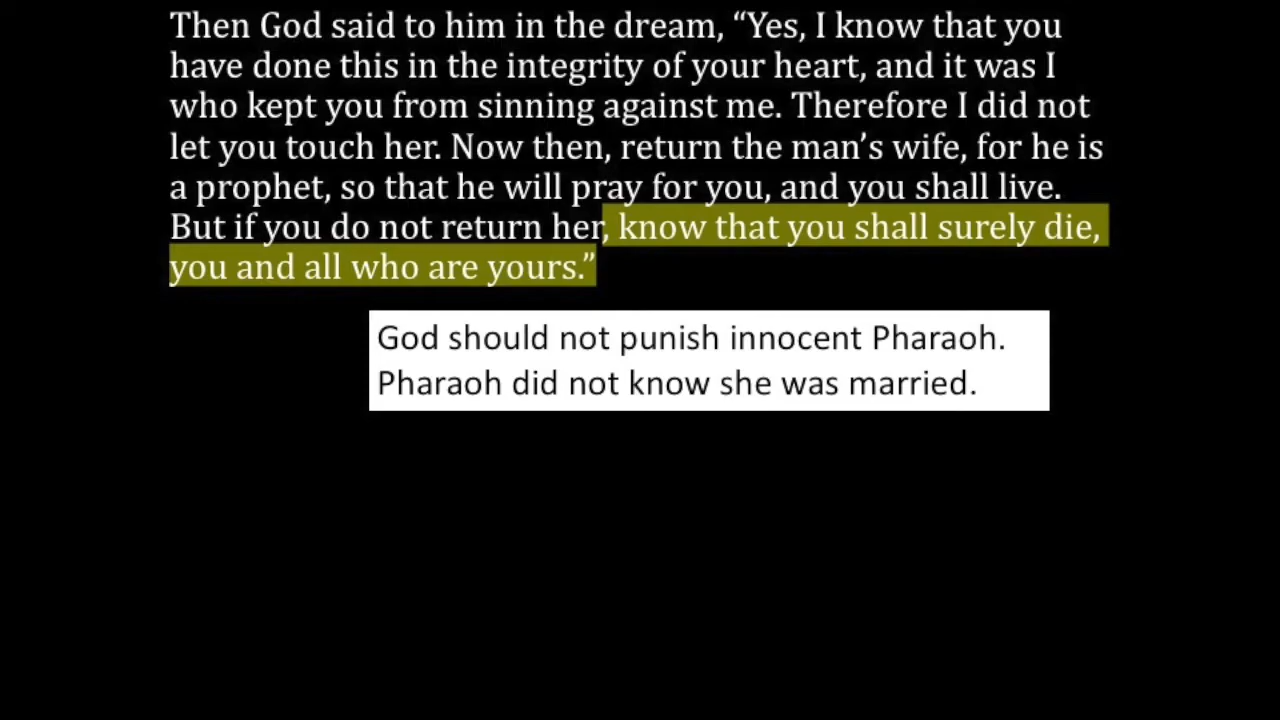 Then God said to him in the dream, “Yes, I know that you
have done this in the integrity of your heart, and it was I
who kept you from sinning against me. Therefore I did not
let you touch her. Now then, return the man’s wife, for he is
a prophet, so that he will pray for you, and you shall live.
But if you do not return her, know that you shall surely die,
you and all who are yours.”
God should not punish innocent Pharaoh.
Pharaoh did not know she was married.